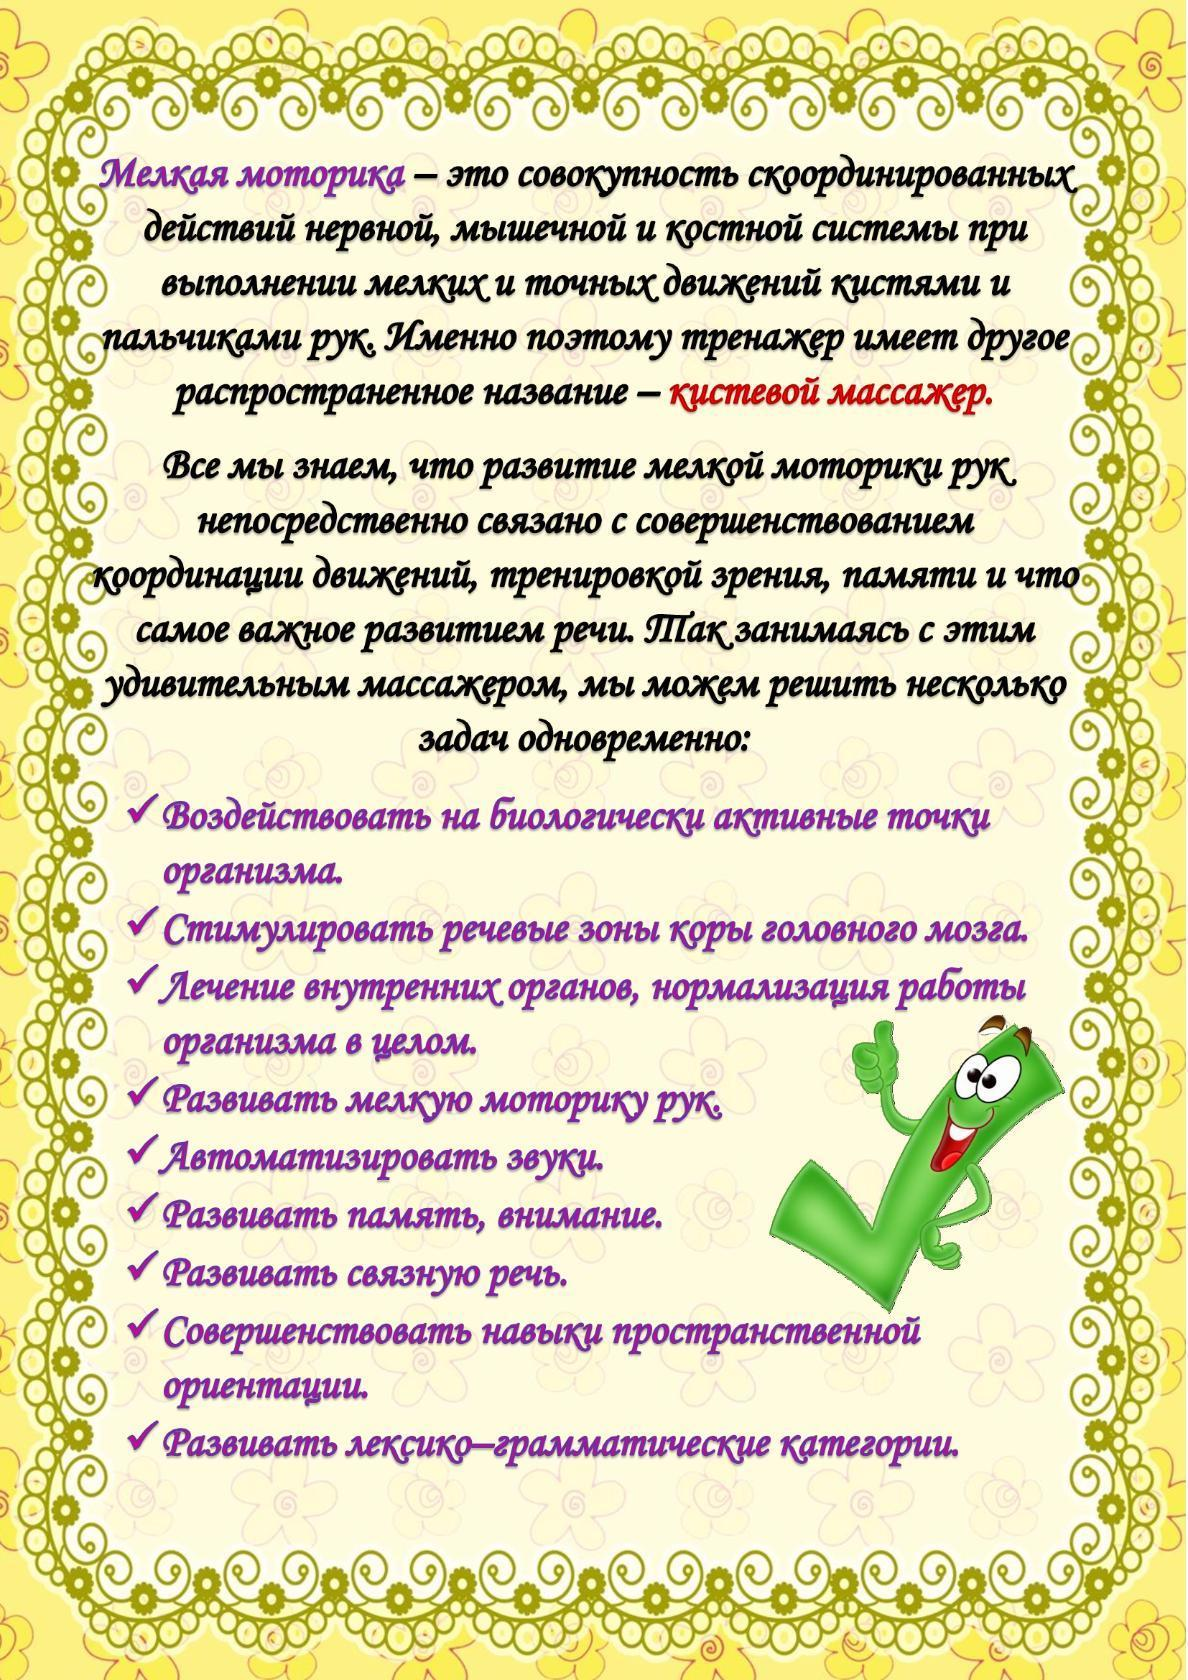 Мелкая моторика – это совокупность скоординированных
действий нервной, мышечной и костной системы при
выполнении мелких и точных движений кистями и
пальчиками рук. Именно поэтому тренажер имеет другое
распространенное название – кистевой массажер.
Все мы знаем, что развитие мелкой моторики рук
непосредственно связано с совершенствованием
координации движений, тренировкой зрения, памяти и что
самое важное развитием речи. Так занимаясь с этим
удивительным массажером, мы можем решить несколько
задач одновременно:
✓ Воздействовать на биологически активные точки
организма.
✓ Стимулировать речевые зоны коры головного мозга.
✓ Лечение внутренних органов, нормализация работы
организма в целом.
✓ Развивать мелкую моторику рук.
✓ Автоматизировать звуки.
✓ Развивать память, внимание.
✓ Развивать связную речь.
✓ Совершенствовать навыки пространственной
ориентации.
✓ Развивать лексико–грамматические категории.